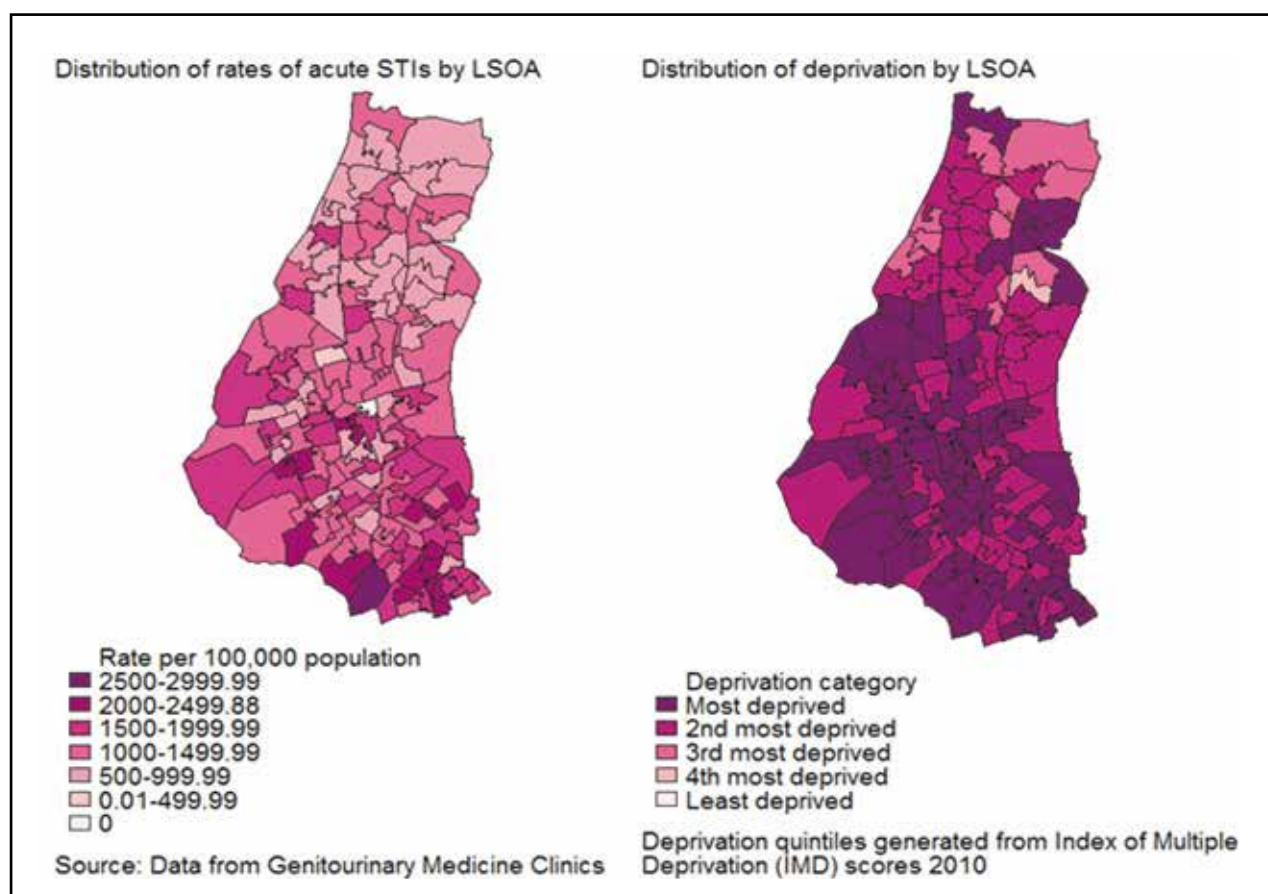 Distribution of rates of acute STIs by LSOA
Rate per 100,000 population
2500-2999.99
2000-2499.88
1500-1999.99
1000-1499.99
500-999.99
0.01-499.99
0
Source: Data from Genitourinary Medicine Clinics
Distribution of deprivation by LSOA
Deprivation category
Most deprived
2nd most deprived
3rd most deprived
4th most deprived
Least deprived
Deprivation quintiles generated from Index of Multiple
Deprivation (IMD) scores 2010